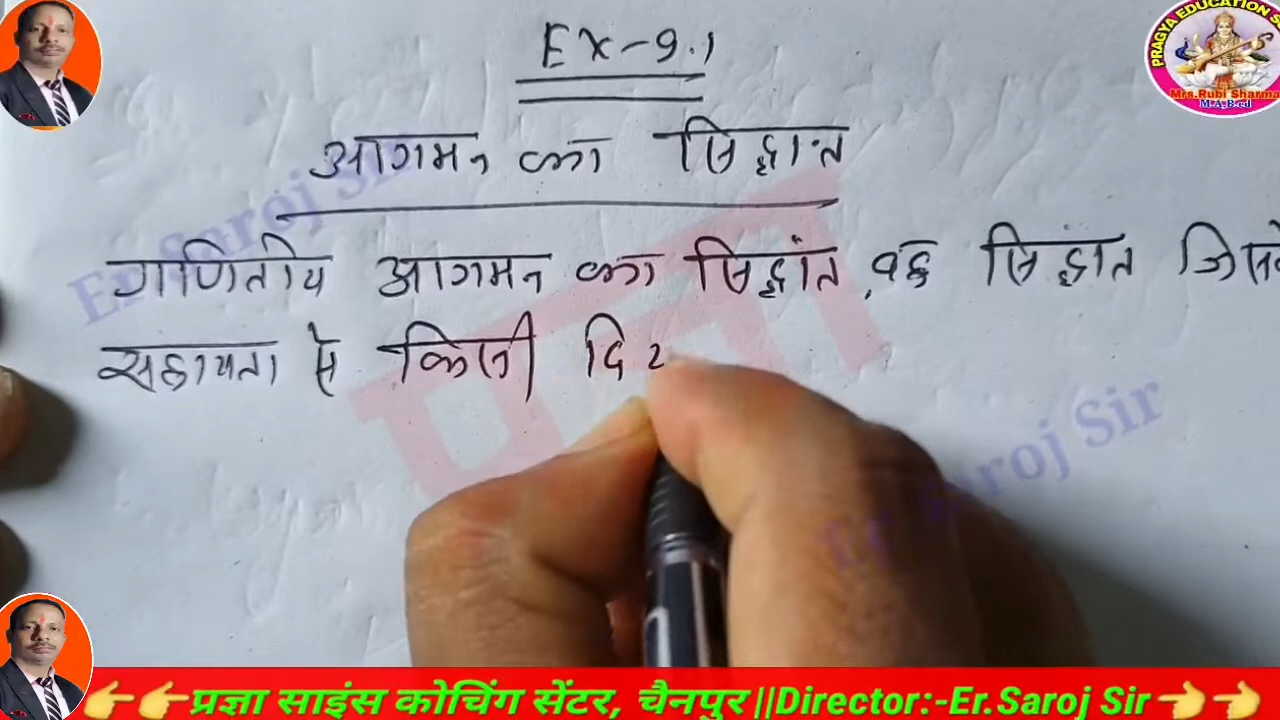 PRAGYA EDUCATION S
Mrs.Rubi Sharma
M.A,B.ed
Ex-9.1
आगमन का सिद्धान्त
गणितीय आगमन का सिद्धांत, वह सिद्धांत
सहायता से किसी दि
Er. Saroj Sir
Er. Saroj Sir
👉👉प्रज्ञा साइंस कोचिंग सेंटर, चैनपुर ||Director:-Er.Saroj Sir👈👈